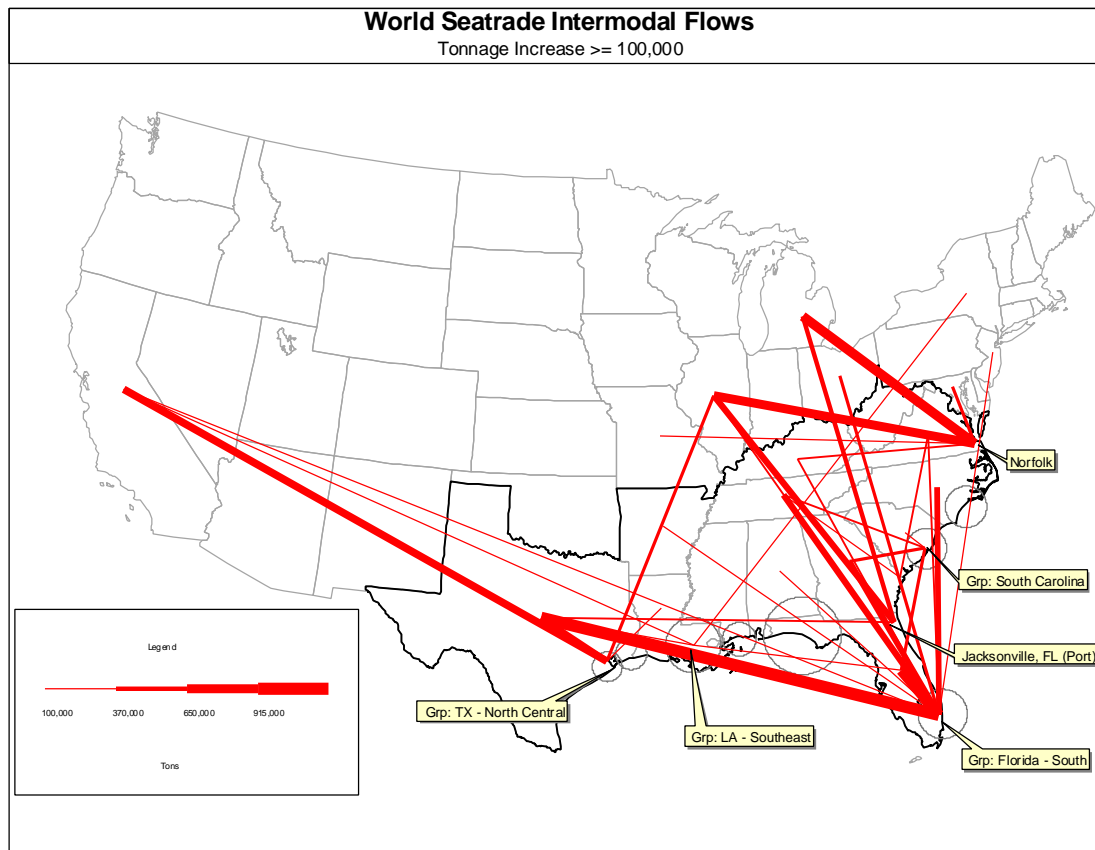 World Seatrade Intermodal Flows
Tonnage Increase >= 100,000
Norfolk
Grp: South Carolina
Jacksonville, FL (Port)
Grp: TX - North Central
Grp: LA - Southeast
Grp: Florida - South
Legend
100,000 370,000 650,000 915,000
Tons